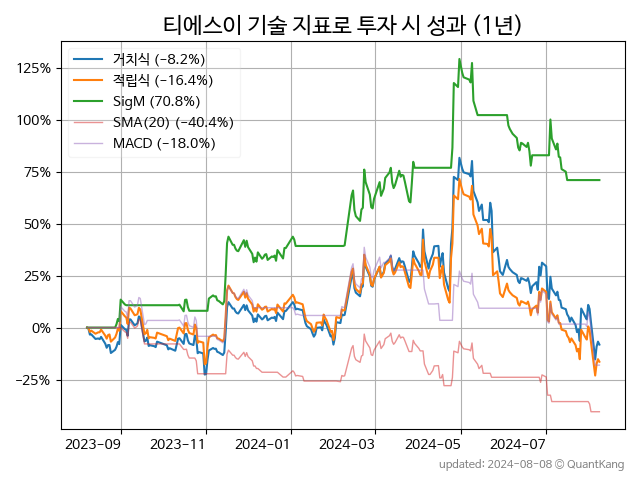 티에스이 기술 지표로 투자 시 성과 (1년)
거치식 (−8.2%)
적립식 (−16.4%)
SigM (70.8%)
SMA(20) (−40.4%)
MACD (−18.0%)
125%
100%
75%
50%
25%
0%
−25%
2023-09 2023-11 2024-01 2024-03 2024-05 2024-07
updated: 2024-08-08 © QuantKang